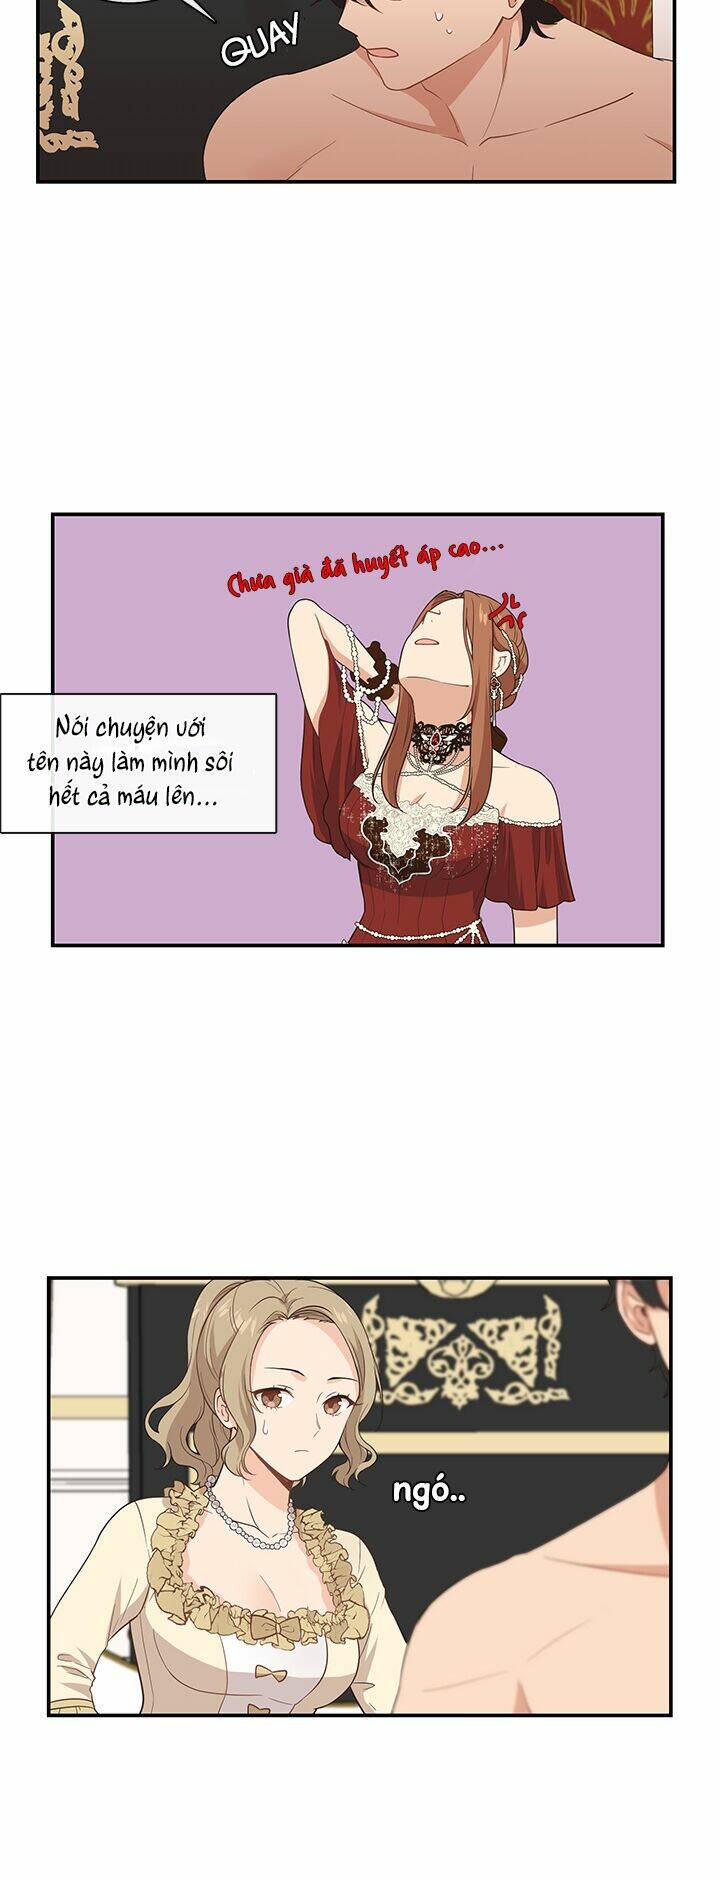 QUAY
Chưa già đã huyết áp cao...
Nói chuyện với
tên này làm mình sôi
hết cả máu lên...
ngó..